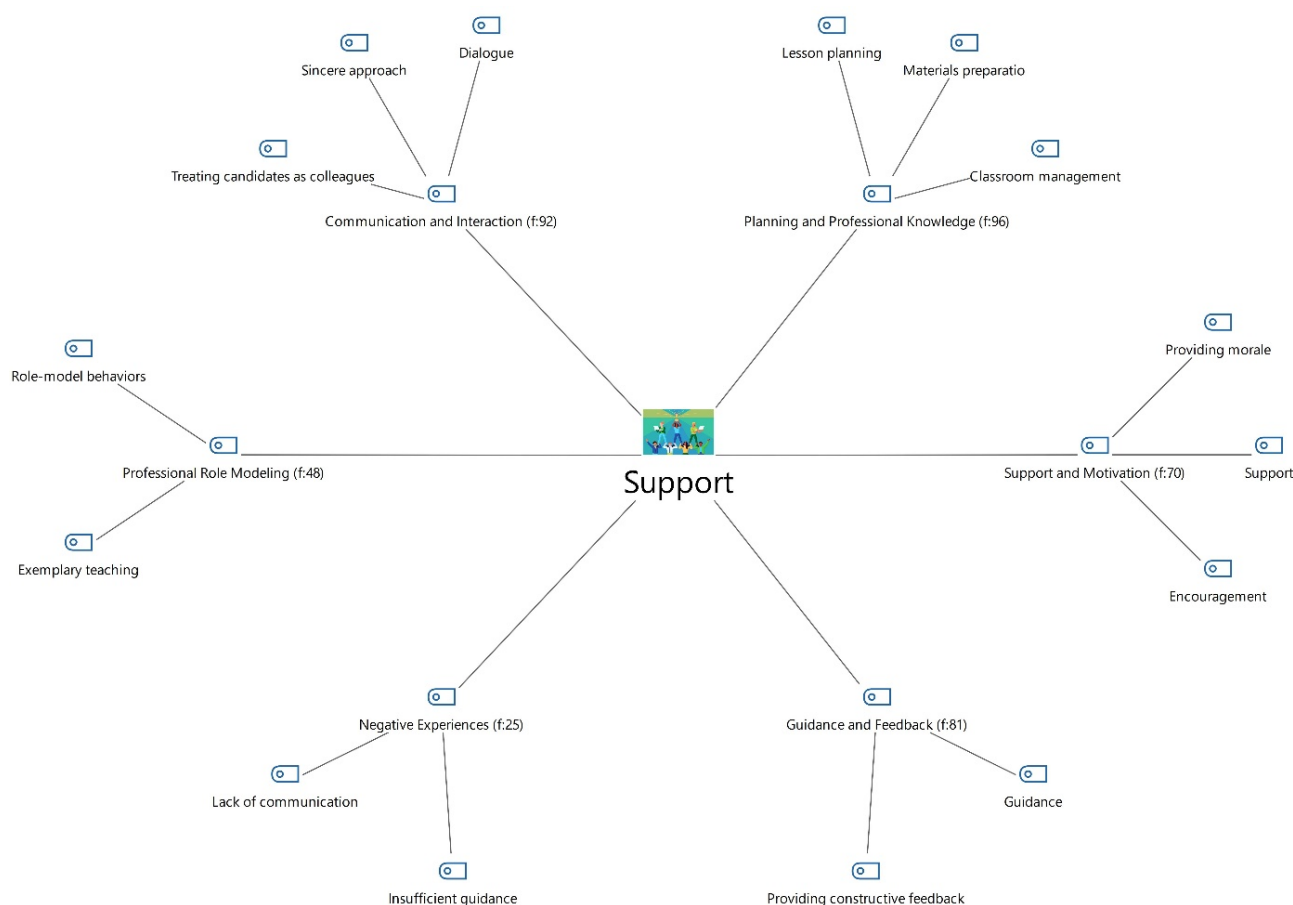 Dialogue
Lesson planning
Sincere approach
Materials preparatio
Treating candidates as colleagues
Classroom management
Communication and Interaction (f:92)
Planning and Professional Knowledge (f:96)
Providing morale
Role-model behaviors
Professional Role Modeling (f:48)
Support
Support and Motivation (f:70)
Support
Exemplary teaching
Encouragement
Negative Experiences (f:25)
Guidance and Feedback (f:81)
Lack of communication
Guidance
Insufficient guidance
Providing constructive feedback